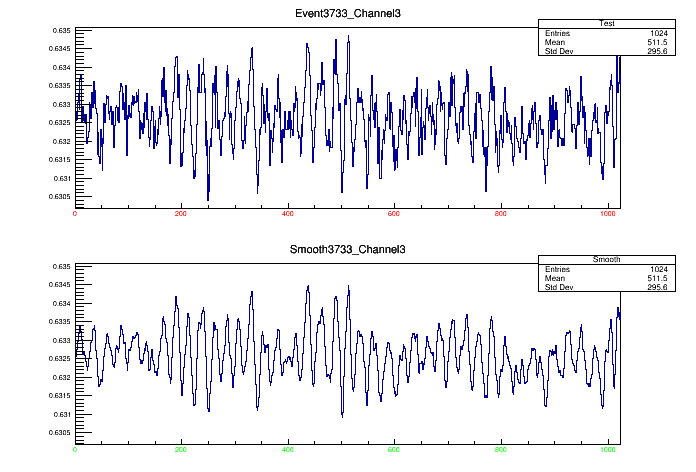 Event3733_Channel3
Test
Entries 1024
Mean 511.5
Std Dev 295.6
0.635
0.6345
0.634
0.6335
0.633
0.6325
0.632
0.6315
0.631
0.6305
0 200 400 600 800 1000
Smooth3733_Channel3
Smooth
Entries 1024
Mean 511.5
Std Dev 295.6
0.635
0.6345
0.634
0.6335
0.633
0.6325
0.632
0.6315
0.631
0.6305
0 200 400 600 800 1000